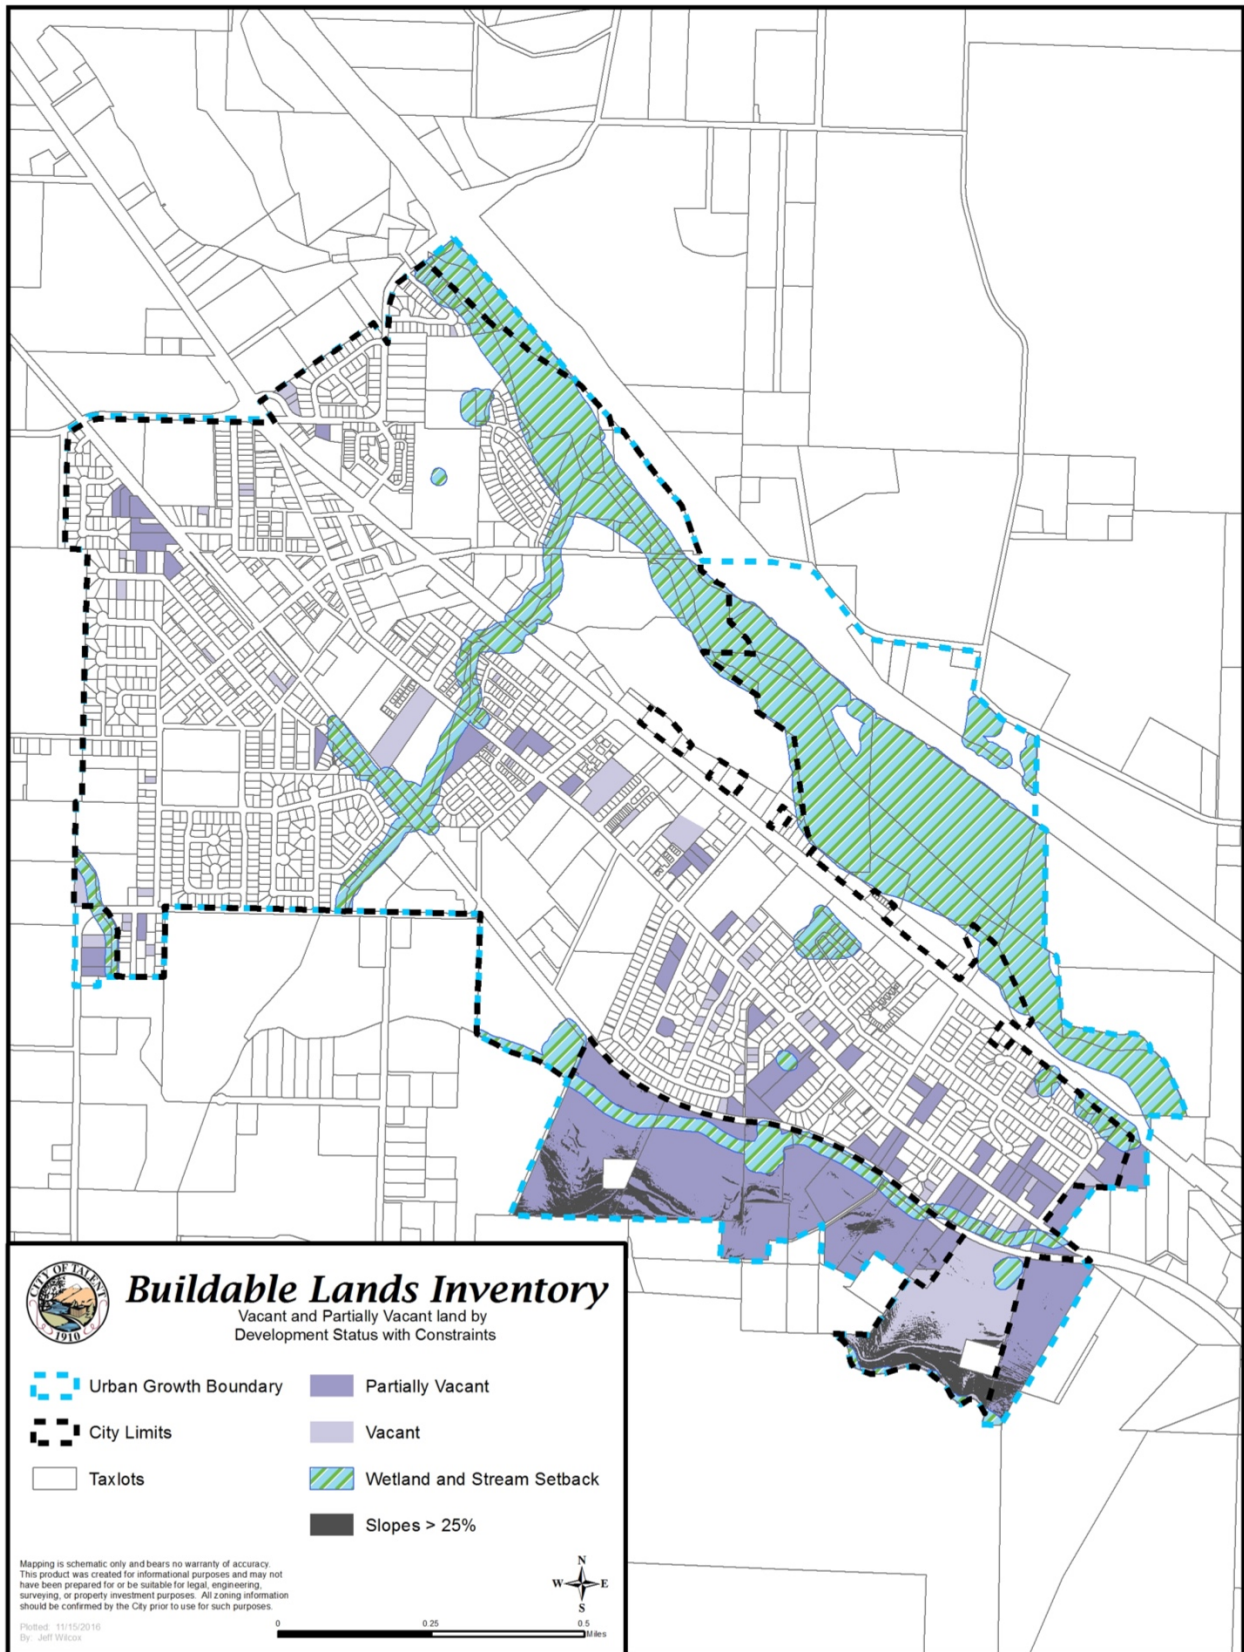 CITY OF TALENT
1910
Buildable Lands Inventory
Vacant and Partially Vacant land by
Development Status with Constraints
Urban Growth Boundary
Partially Vacant
City Limits
Vacant
Taxlots
Wetland and Stream Setback
Slopes > 25%
Mapping is schematic only and bears no warranty of accuracy.
This product was created for informational purposes and may not
have been prepared for or be suitable for legal, engineering,
surveying, or property investment purposes. All zoning information
should be confirmed by the City prior to use for such purposes.
Plotted: 11/15/2016
By: Jeff Wilcox
N
W E
S
0 0.25 0.5
Miles